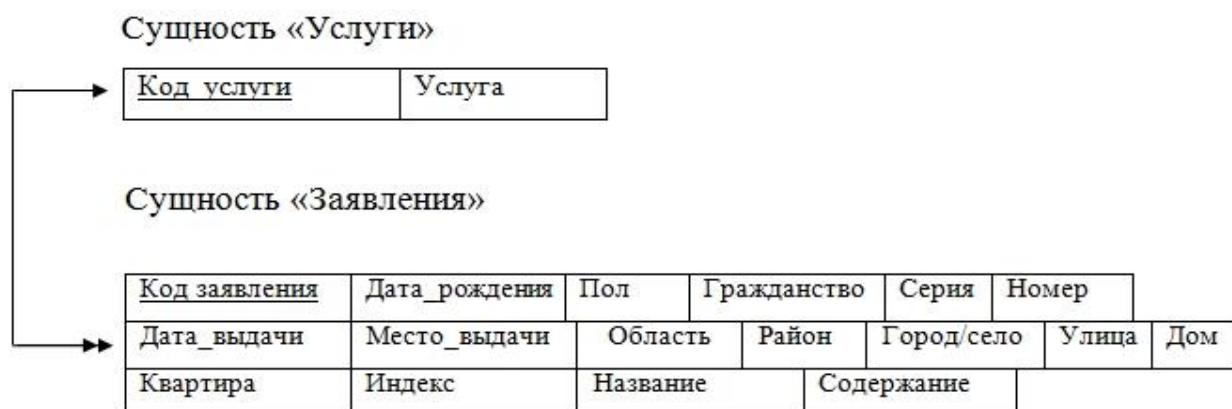 Сущность «Услуги»
Код_услуги Услуга
Сущность «Заявления»
Код заявления Дата_рождения Пол Гражданство Серия Номер
Дата_выдачи Место_выдачи Область Район Город/село Улица Дом
Квартира Индекс Название Содержание